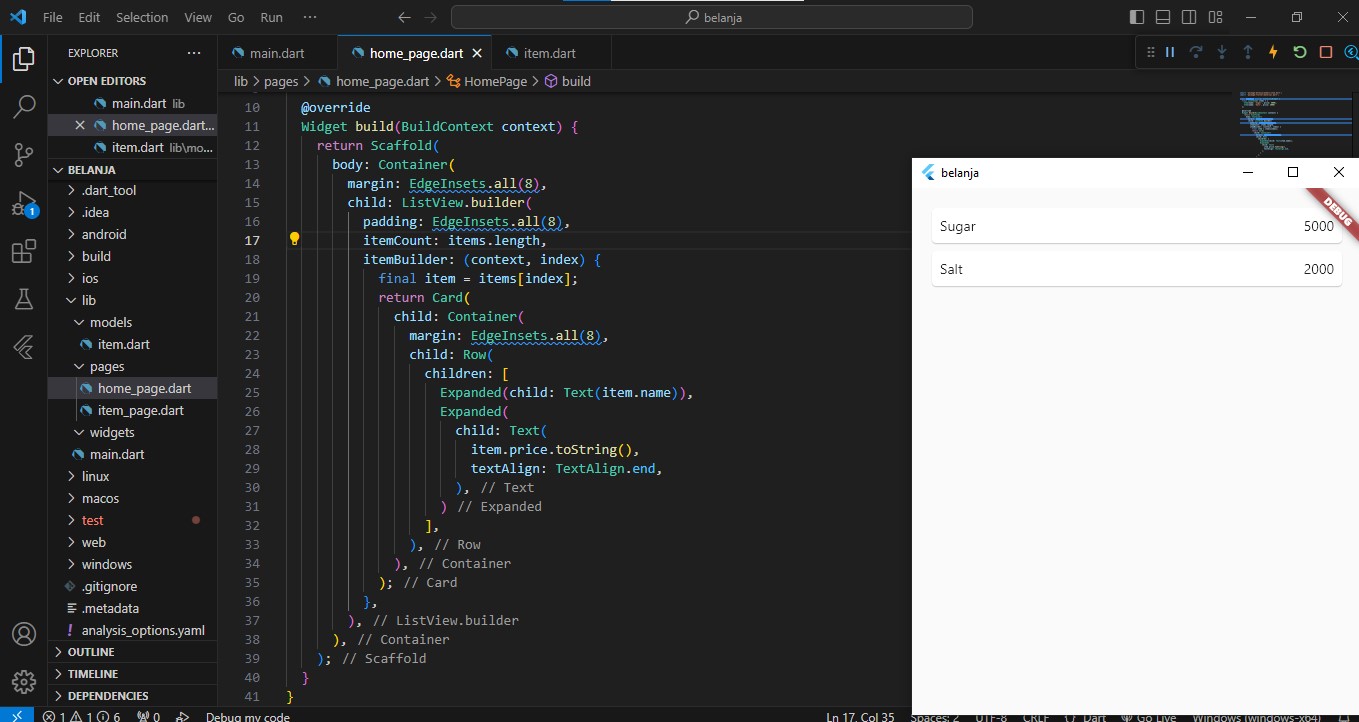 File Edit Selection View Go Run ··· belanja
EXPLORER ···
OPEN EDITORS
main.dart lib
home_page.dart...
item.dart lib\mo...
BELANJA
.dart_tool
.idea
android
build
ios
lib
models
item.dart
pages
home_page.dart
item_page.dart
widgets
main.dart
linux
macos
test
web
windows
.gitignore
.metadata
analysis_options.yaml
OUTLINE
TIMELINE
DEPENDENCIES
1
main.dart home_page.dart item.dart
lib > pages > home_page.dart > HomePage > build
10 @override
11 Widget build(BuildContext context) {
12 return Scaffold(
13 body: Container(
14 margin: EdgeInsets.all(8),
15 child: ListView.builder(
16 padding: EdgeInsets.all(8),
17 itemCount: items.length,
18 itemBuilder: (context, index) {
19 final item = items[index];
20 return Card(
21 child: Container(
22 margin: EdgeInsets.all(8),
23 child: Row(
24 children: [
25 Expanded(child: Text(item.name)),
26 Expanded(
27 child: Text(
28 item.price.toString(),
29 textAlign: TextAlign.end,
30 ), // Text
31 ) // Expanded
32 ],
33 ), // Row
34 ), // Container
35 ); // Card
36 },
37 ), // ListView.builder
38 ), // Container
39 ); // Scaffold
40 }
41 }
belanja
DEBUG
Sugar 5000
Salt 2000
1 1 6 0 Debug my code Ln 17, Col 35 Spaces: 2 UTF-8 CRLF {} Dart Go Live Windows (windows-x64)